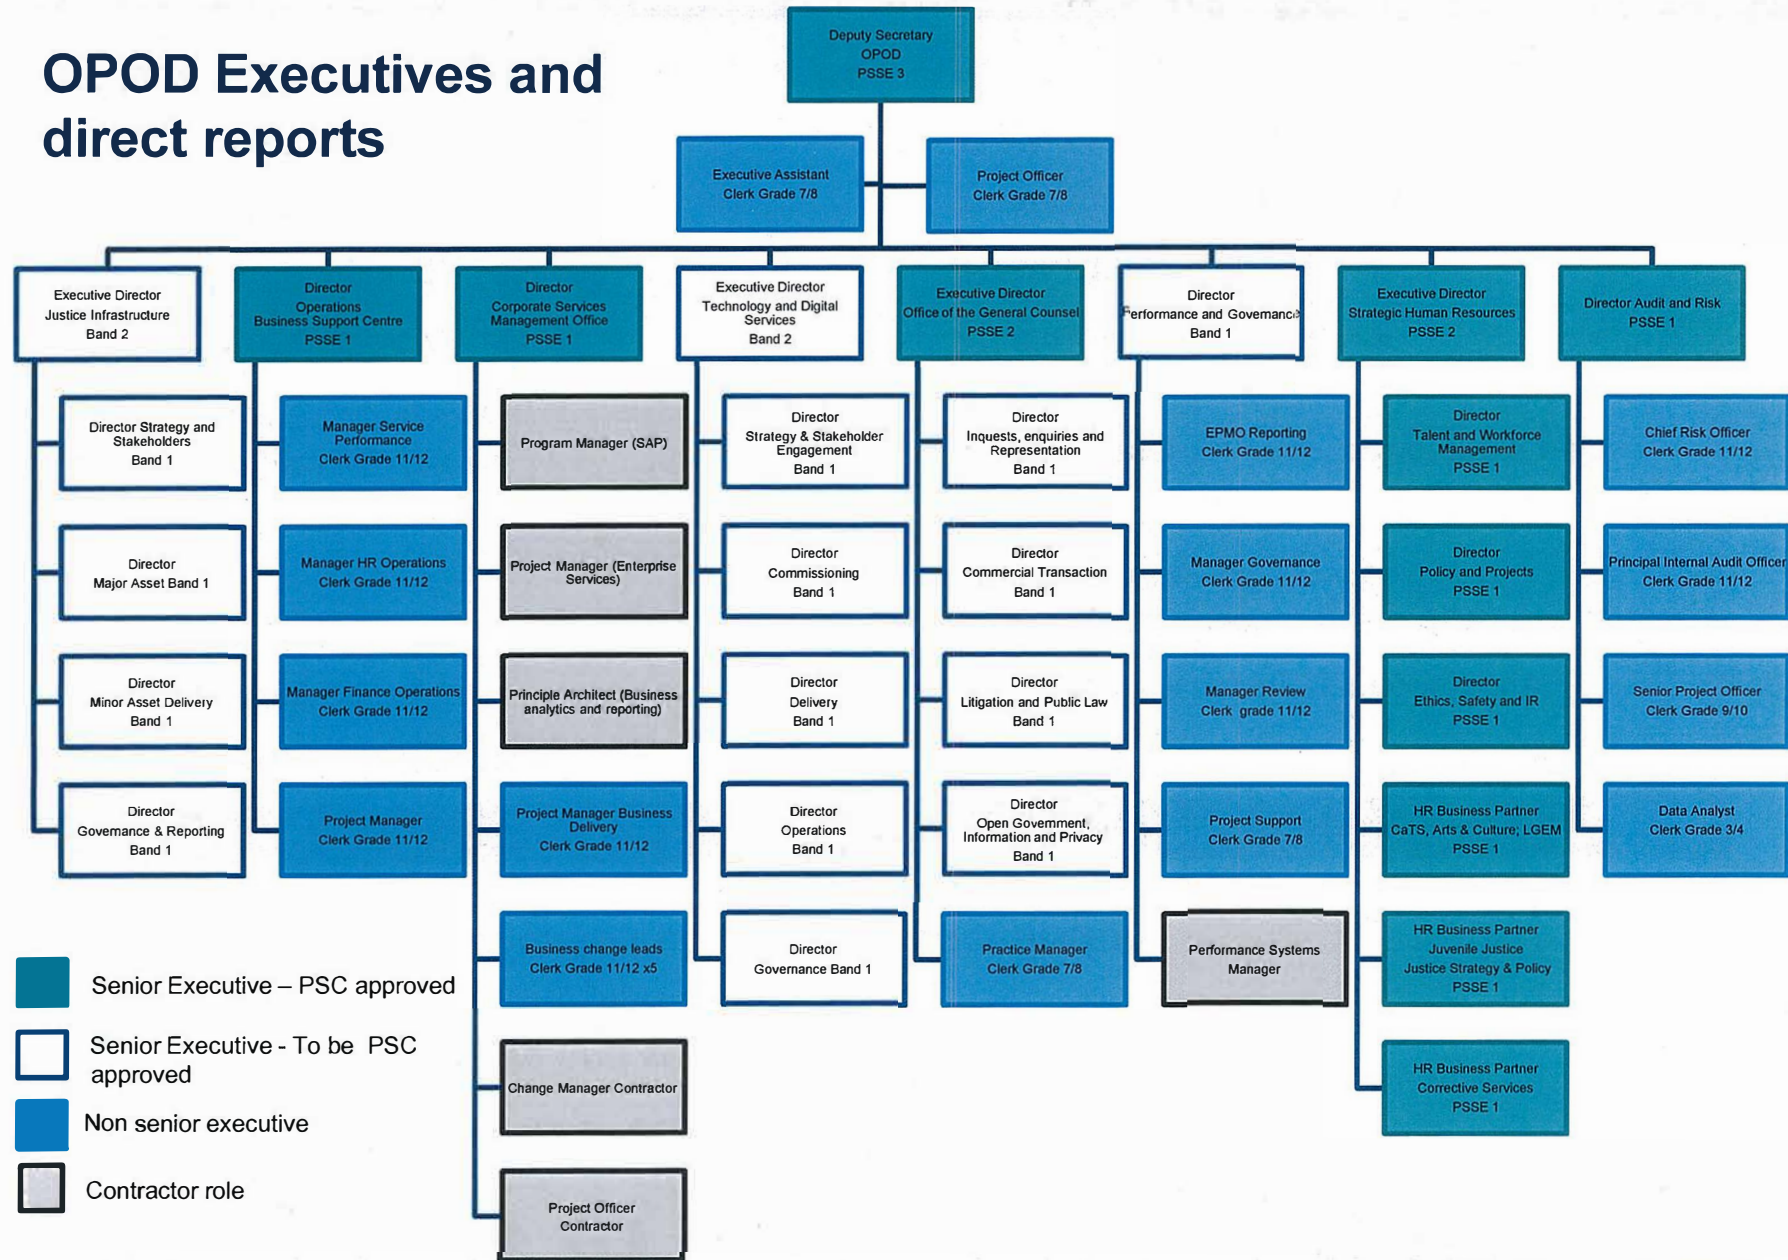 OPOD Executives and
direct reports
Deputy Secretary
OPOD
PSSE 3
Executive Assistant
Clerk Grade 7/8
Project Officer
Clerk Grade 7/8
Executive Director
Justice Infrastructure
Band 2
Director
Operations
Business Support Centre
PSSE 1
Director
Corporate Services
Management Office
PSSE 1
Executive Director
Technology and Digital
Services
Band 2
Executive Director
Office of the General Counsel
PSSE 2
Director
Performance and Governance
Band 1
Executive Director
Strategic Human Resources
PSSE 2
Director Audit and Risk
PSSE 1
Director Strategy and
Stakeholders
Band 1
Director
Major Asset Band 1
Director
Minor Asset Delivery
Band 1
Director
Governance & Reporting
Band 1
Manager Service
Performance
Clerk Grade 11/12
Manager HR Operations
Clerk Grade 11/12
Manager Finance Operations
Clerk Grade 11/12
Project Manager
Clerk Grade 11/12
Program Manager (SAP)
Project Manager (Enterprise
Services)
Principle Architect (Business
analytics and reporting)
Project Manager Business
Delivery
Clerk Grade 11/12
Business change leads
Clerk Grade 11/12 x5
Change Manager Contractor
Project Officer
Contractor
Director
Strategy & Stakeholder
Engagement
Band 1
Director
Commissioning
Band 1
Director
Delivery
Band 1
Director
Operations
Band 1
Director
Governance Band 1
Director
Inquests, enquiries and
Representation
Band 1
Director
Commercial Transaction
Band 1
Director
Litigation and Public Law
Band 1
Director
Open Government,
Information and Privacy
Band 1
Practice Manager
Clerk Grade 7/8
EPMO Reporting
Clerk Grade 11/12
Manager Governance
Clerk Grade 11/12
Manager Review
Clerk grade 11/12
Project Support
Clerk Grade 7/8
Performance Systems
Manager
Director
Talent and Workforce
Management
PSSE 1
Director
Policy and Projects
PSSE 1
Director
Ethics, Safety and IR
PSSE 1
HR Business Partner
CaTS, Arts & Culture; LGEM
PSSE 1
HR Business Partner
Juvenile Justice
Justice Strategy & Policy
PSSE 1
HR Business Partner
Corrective Services
PSSE 1
Chief Risk Officer
Clerk Grade 11/12
Principal Internal Audit Officer
Clerk Grade 11/12
Senior Project Officer
Clerk Grade 9/10
Data Analyst
Clerk Grade 3/4
Senior Executive – PSC approved
Senior Executive - To be PSC
approved
Non senior executive
Contractor role